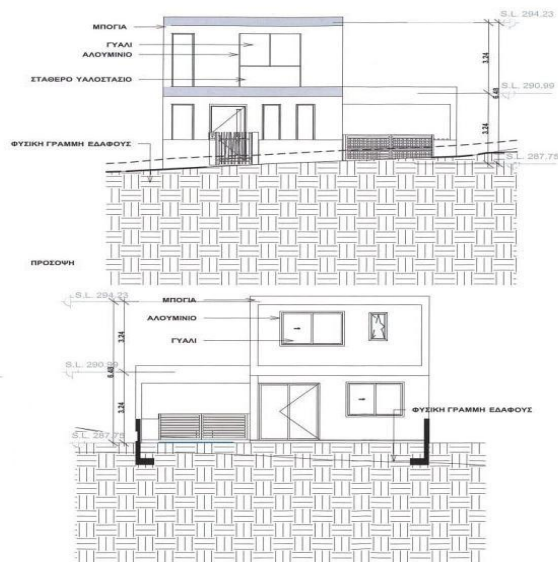 S.L. 294.23
ΜΠΟΓΙΑ
ΓΥΑΛΙ
ΑΛΟΥΜΙΝΙΟ
3.24
ΣΤΑΘΕΡΟ ΥΑΛΟΣΤΑΣΙΟ
S.L. 290.99
6.48
3.24
ΦΥΣΙΚΗ ΓΡΑΜΜΗ ΕΔΑΦΟΥΣ
S.L. 287.75
ΠΡΟΣΟΨΗ
S.L. 294.23
ΜΠΟΓΙΑ
ΑΛΟΥΜΙΝΙΟ
3.24
ΓΥΑΛΙ
S.L. 290.99
6.48
3.24
ΦΥΣΙΚΗ ΓΡΑΜΜΗ ΕΔΑΦΟΥΣ
S.L. 287.75